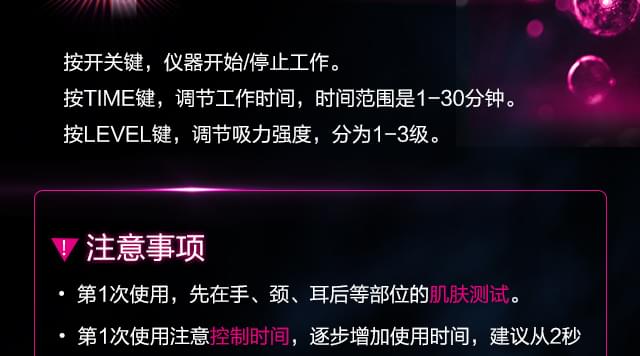 按开关键，仪器开始/停止工作。
按TIME键，调节工作时间，时间范围是1-30分钟。
按LEVEL键，调节吸力强度，分为1-3级。
! 注意事项
• 第1次使用，先在手、颈、耳后等部位的肌肤测试。
• 第1次使用注意控制时间，逐步增加使用时间，建议从2秒